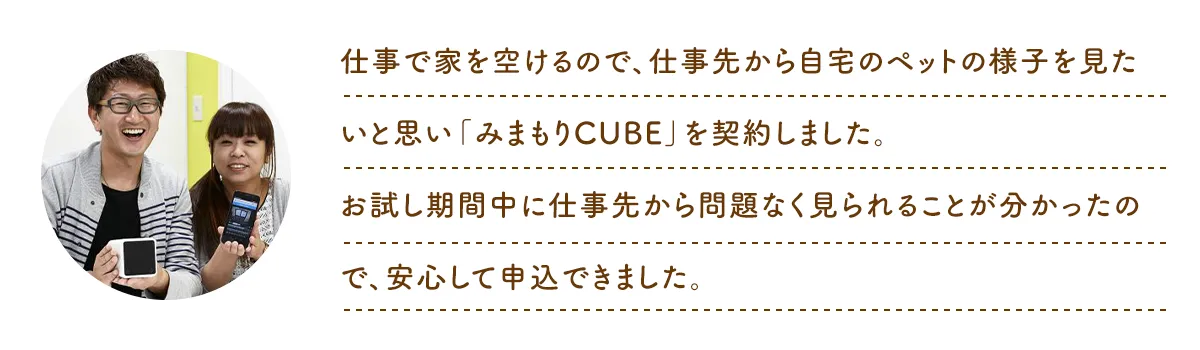 仕事で家を空けるので、仕事先から自宅のペットの様子を見た
いと思い「みまもりCUBE」を契約しました。
お試し期間中に仕事先から問題なく見られることが分かったの
で、安心して申込できました。